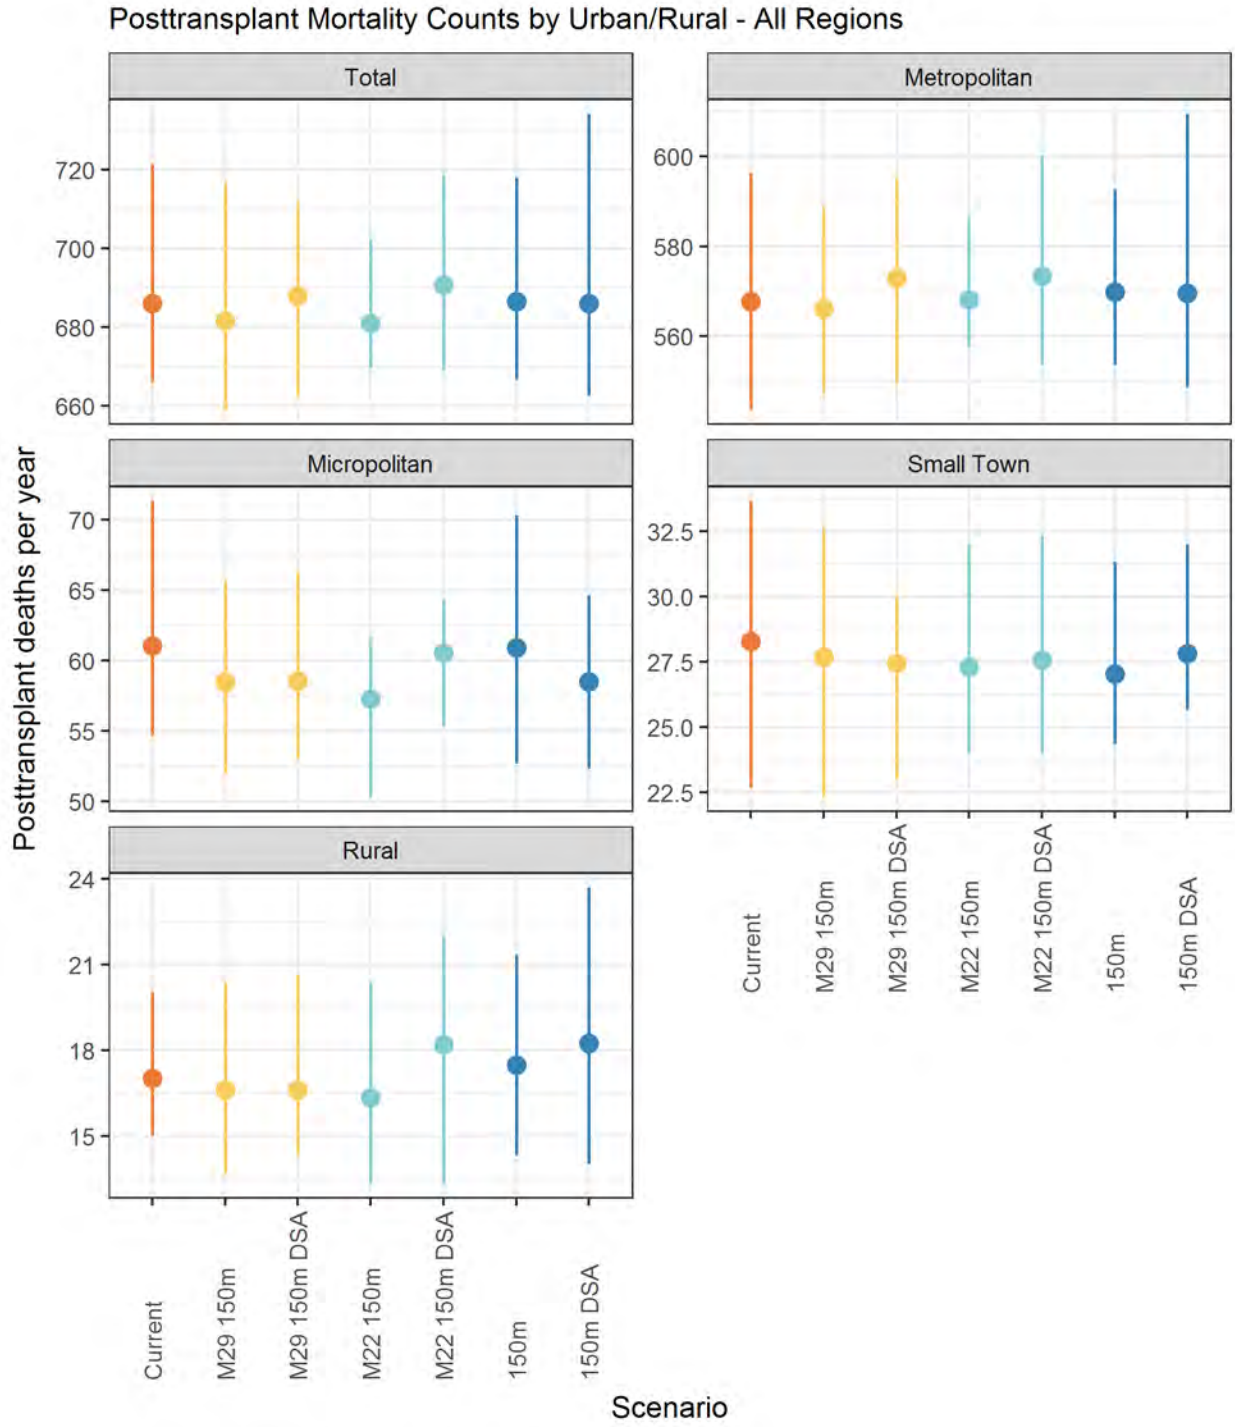 Posttransplant Mortality Counts by Urban/Rural - All Regions
Total
Metropolitan
720
700
680
660
600
580
560
Micropolitan
Small Town
70
65
60
55
50
32.5
30.0
27.5
25.0
22.5
Posttransplant deaths per year
Rural
24
21
18
15
Current
M29 150m
M29 150m DSA
M22 150m
M22 150m DSA
150m
150m DSA
Current
M29 150m
M29 150m DSA
M22 150m
M22 150m DSA
150m
150m DSA
Scenario